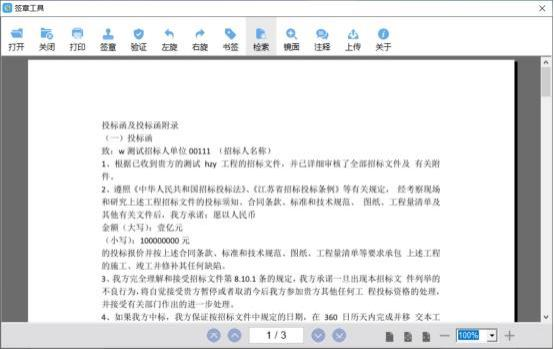 签章工具
打开 关闭 打印 签章 验证 左旋 右旋 书签 检索 镜面 注释 上传 关于
投标函及投标函附录
（一）投标函
致：w 测试招标人单位 00111 （招标人名称）
1、根据已收到贵方的测试 hzy 工程的招标文件，并已详细审核了全部招标文件及 有关附
件。
2、遵照《中华人民共和国招标投标法》、《江苏省招标投标条例》等有关规定， 经考察现场
和研究上述工程招标文件的投标须知、合同条款、标准和技术规范、 图纸、工程量清单及
其他有关文件后，我方承诺：愿以人民币
金额（大写）：壹亿元
（小写）：100000000 元
的投标报价并按上述合同条款、标准和技术规范、图纸、工程量清单等要求承包 上述工程
的施工、竣工并修补其任何缺陷。
3、我方完全理解和接受招标文件第 8.10.1 条的规定，我方承诺一旦出现本招标文 件列举的
不良行为，将自觉接受贵方暂停或者取消今后我方参加贵方其他任何工 程投标资格的处理，
并接受有关部门作出的进一步处理。
4、如果我方中标，我方保证按招标文件中规定的日期，在 360 日历天内完成并移 交本工
1 / 3
100%